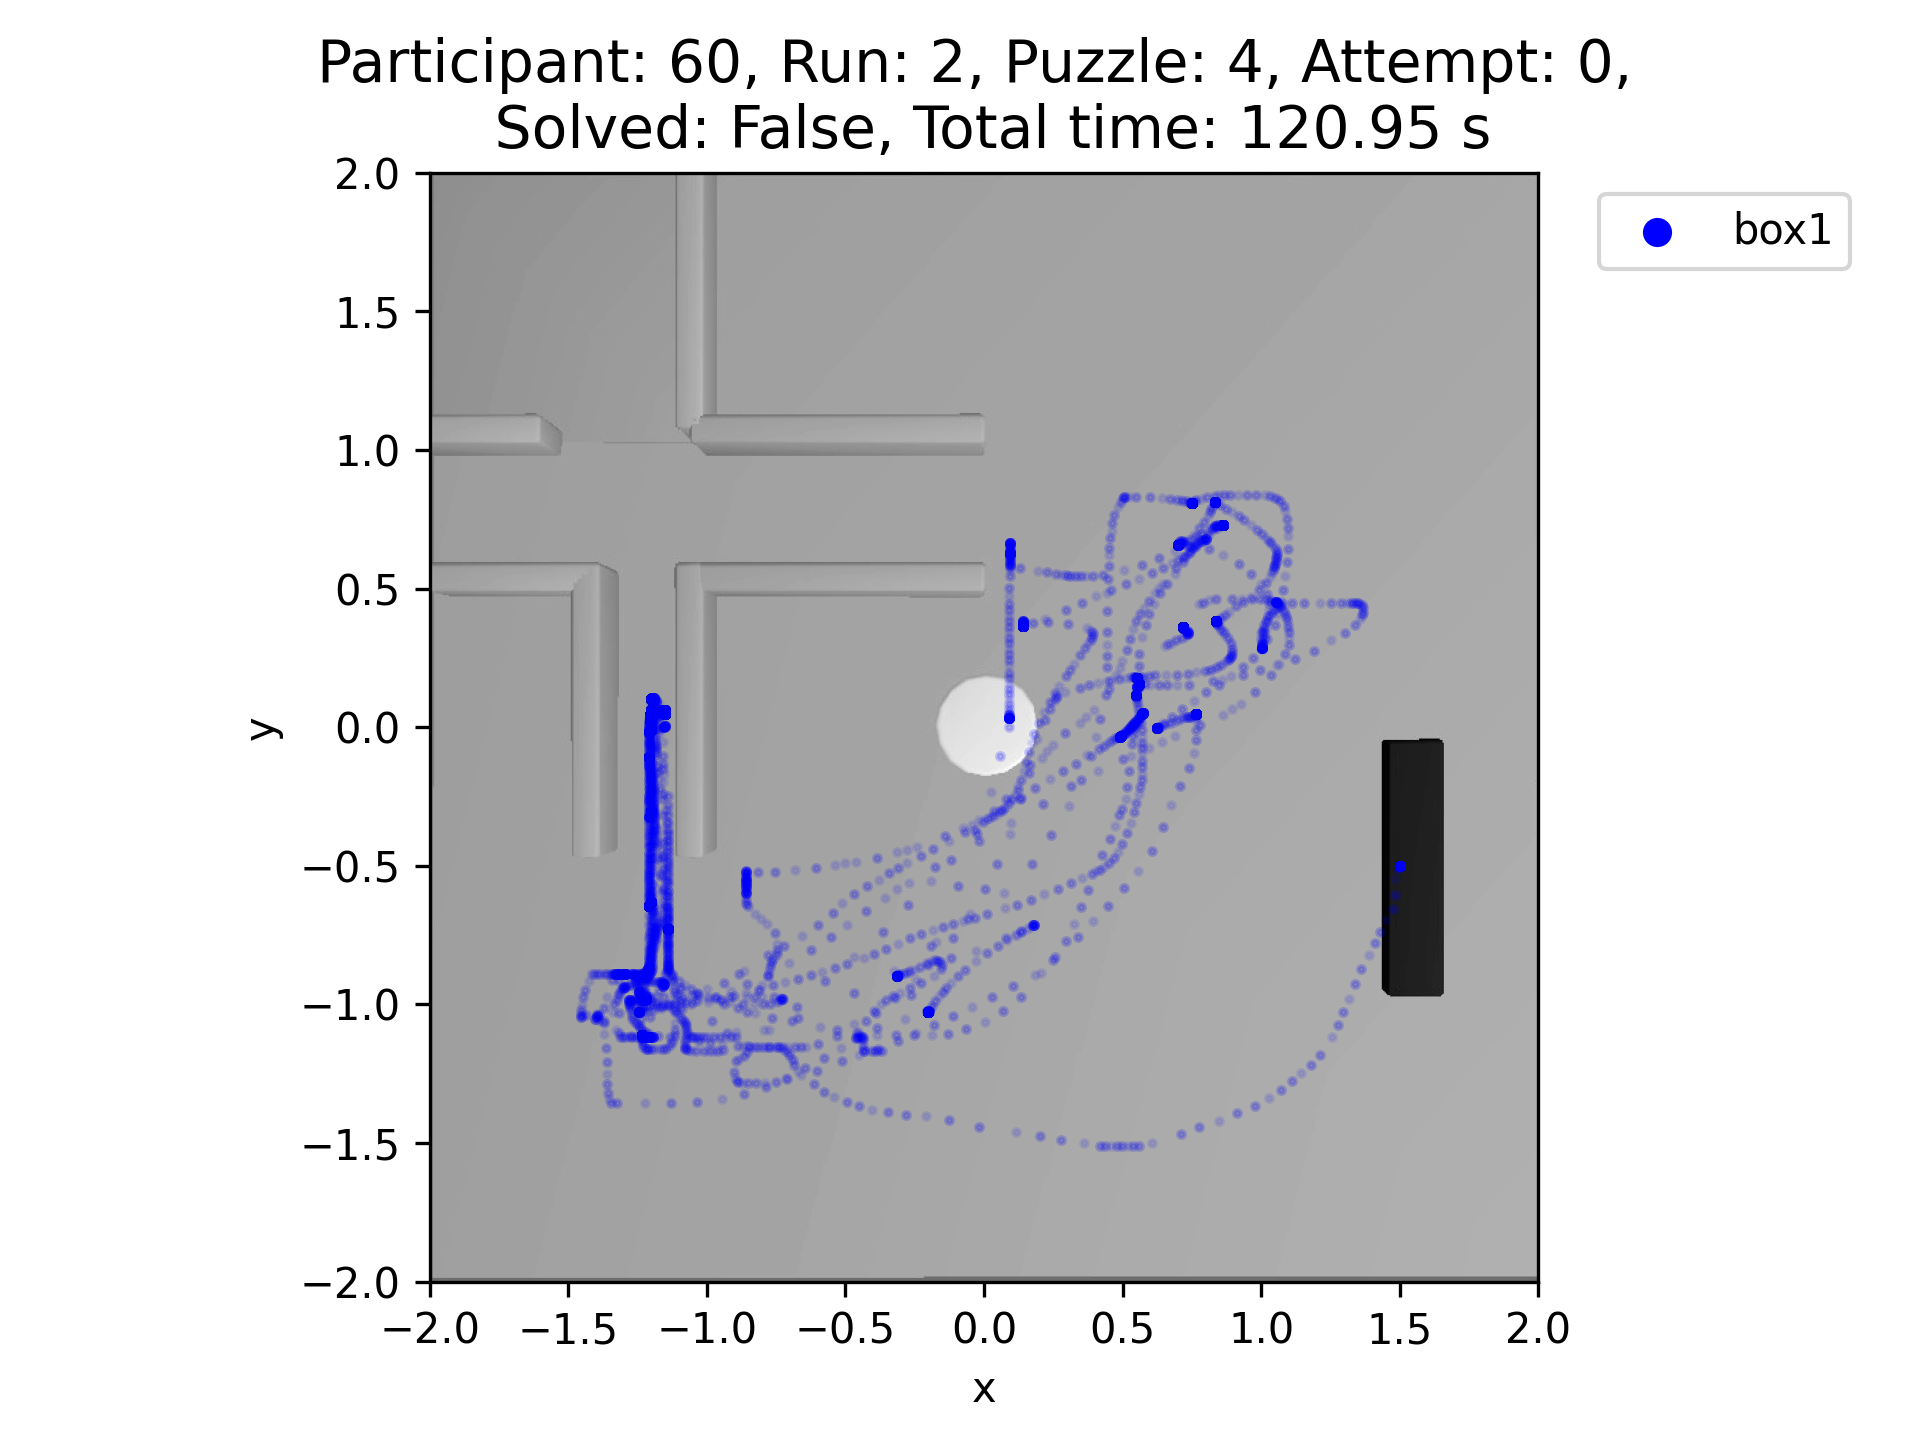 Participant: 60, Run: 2, Puzzle: 4, Attempt: 0,
Solved: False, Total time: 120.95 s
box1
2.0
1.5
1.0
0.5
0.0
−0.5
−1.0
−1.5
−2.0
y
−2.0 −1.5 −1.0 −0.5 0.0 0.5 1.0 1.5 2.0
x